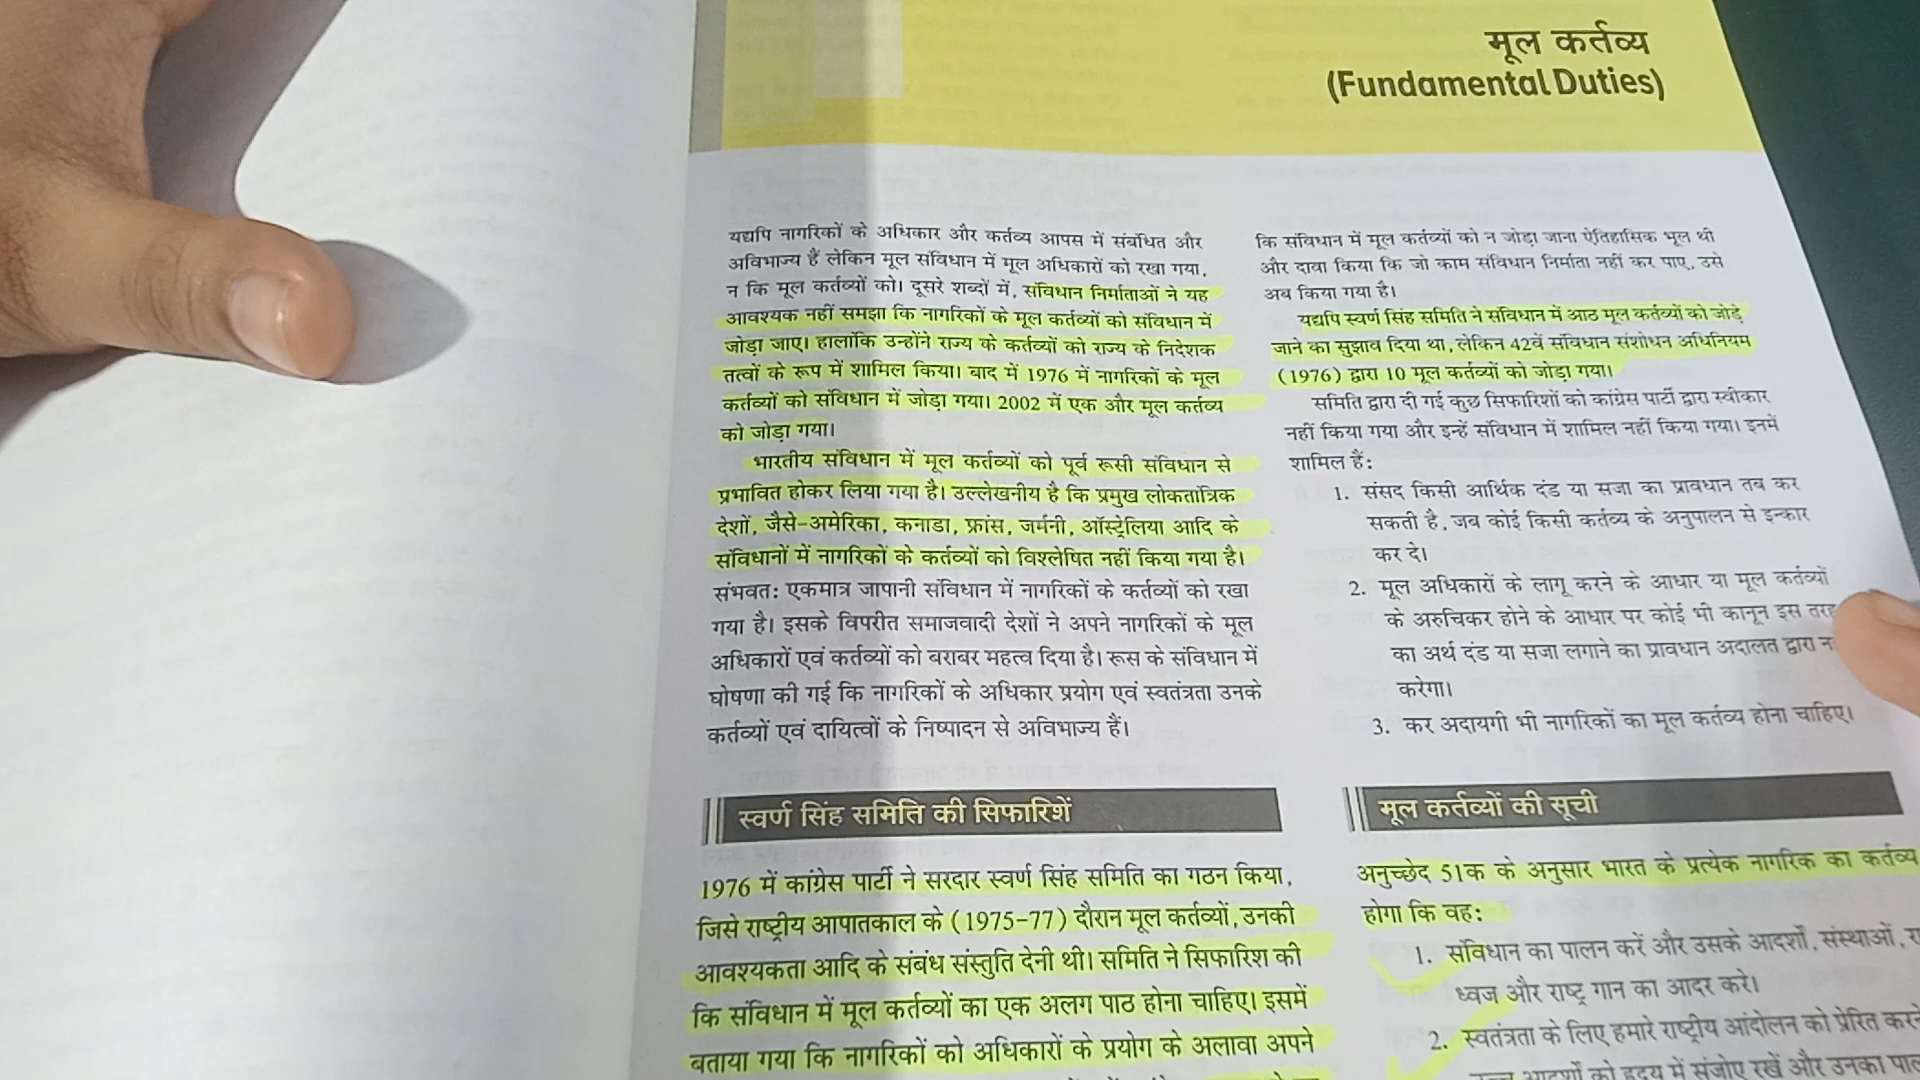 मूल कर्तव्य
(Fundamental Duties)
यद्यपि नागरिकों के अधिकार और कर्तव्य आपस में संबंधित और
अविभाज्य हैं लेकिन मूल संविधान में मूल अधिकारों को रखा गया,
न कि मूल कर्तव्यों को। दूसरे शब्दों में, संविधान निर्माताओं ने यह
आवश्यक नहीं समझा कि नागरिकों के मूल कर्तव्यों को संविधान में
जोड़ा जाए। हालांकि उन्होंने राज्य के कर्तव्यों को राज्य के निदेशक
तत्वों के रूप में शामिल किया। बाद में 1976 में नागरिकों के मूल
कर्तव्यों को संविधान में जोड़ा गया। 2002 में एक और मूल कर्तव्य
को जोड़ा गया।
भारतीय संविधान में मूल कर्तव्यों को पूर्व रूसी संविधान से
प्रभावित होकर लिया गया है। उल्लेखनीय है कि प्रमुख लोकतांत्रिक
देशों, जैसे-अमेरिका, कनाडा, फ्रांस, जर्मनी, ऑस्ट्रेलिया आदि के
संविधानों में नागरिकों के कर्तव्यों को विश्लेषित नहीं किया गया है।
संभवत: एकमात्र जापानी संविधान में नागरिकों के कर्तव्यों को रखा
गया है। इसके विपरीत समाजवादी देशों ने अपने नागरिकों के मूल
अधिकारों एवं कर्तव्यों को बराबर महत्व दिया है। रूस के संविधान में
घोषणा की गई कि नागरिकों के अधिकार प्रयोग एवं स्वतंत्रता उनके
कर्तव्यों एवं दायित्वों के निष्पादन से अविभाज्य हैं।
स्वर्ण सिंह समिति की सिफारिशें
1976 में कांग्रेस पार्टी ने सरदार स्वर्ण सिंह समिति का गठन किया,
जिसे राष्ट्रीय आपातकाल के (1975-77) दौरान मूल कर्तव्यों, उनकी
आवश्यकता आदि के संबंध संस्तुति देनी थी। समिति ने सिफारिश की
कि संविधान में मूल कर्तव्यों का एक अलग पाठ होना चाहिए। इसमें
बताया गया कि नागरिकों को अधिकारों के प्रयोग के अलावा अपने
कि संविधान में मूल कर्तव्यों को न जोड़ा जाना ऐतिहासिक भूल थी
और दावा किया कि जो काम संविधान निर्माता नहीं कर पाए, उसे
अब किया गया है।
यद्यपि स्वर्ण सिंह समिति ने संविधान में आठ मूल कर्तव्यों को जोड़े
जाने का सुझाव दिया था, लेकिन 42वें संविधान संशोधन अधिनियम
(1976) द्वारा 10 मूल कर्तव्यों को जोड़ा गया।
समिति द्वारा दी गई कुछ सिफारिशों को कांग्रेस पार्टी द्वारा स्वीकार
नहीं किया गया और इन्हें संविधान में शामिल नहीं किया गया। इनमें
शामिल हैं:
1. संसद किसी आर्थिक दंड या सजा का प्रावधान तब कर
सकती है, जब कोई किसी कर्तव्य के अनुपालन से इन्कार
कर दे।
2. मूल अधिकारों के लागू करने के आधार या मूल कर्तव्यों
के अरुचिकर होने के आधार पर कोई भी कानून इस तरह
का अर्थ दंड या सजा लगाने का प्रावधान अदालत द्वारा
करेगा।
3. कर अदायगी भी नागरिकों का मूल कर्तव्य होना चाहिए।
मूल कर्तव्यों की सूची
अनुच्छेद 51क के अनुसार भारत के प्रत्येक नागरिक का कर्तव्य
होगा कि वह:
1. संविधान का पालन करें और उसके आदर्शों, संस्थाओं,
ध्वज और राष्ट्र गान का आदर करे।
2. स्वतंत्रता के लिए हमारे राष्ट्रीय आंदोलन को प्रेरित करने
आदर्शों को हृदय में संजोए रखें और उनका